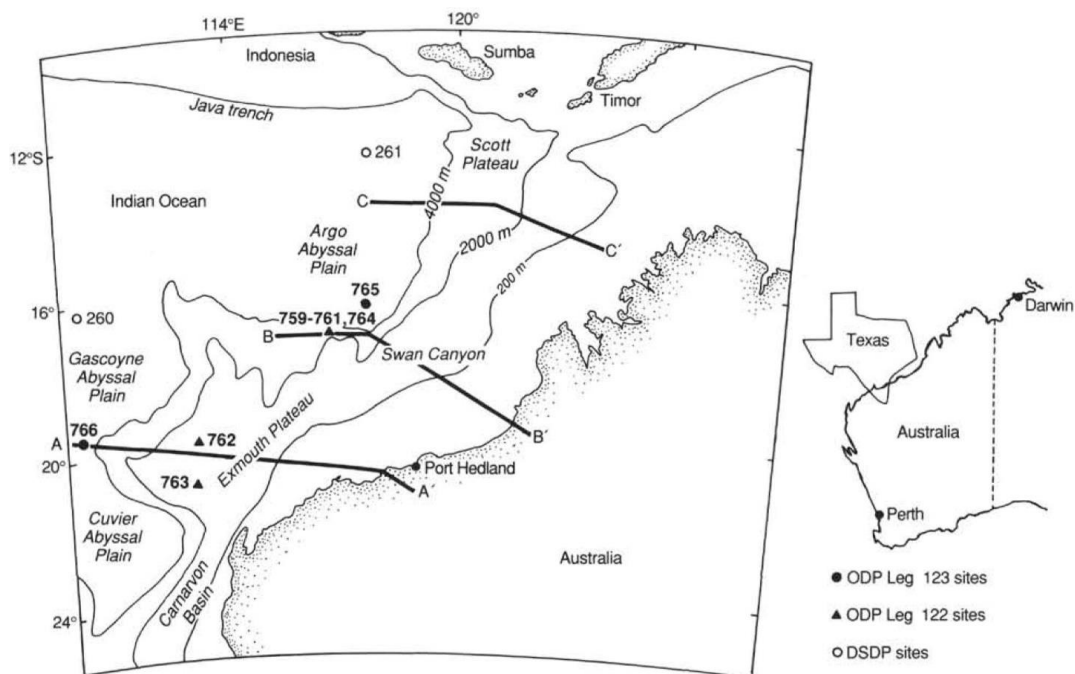 114°E
120°
Indonesia
Sumba
Java trench
Timor
12°S
261
Scott
Plateau
4000 m
Indian Ocean
C
Argo
Abyssal
Plain
2000 m
C´
200 m
765
16°
260
759-761,764
B
Swan Canyon
Gascoyne
Abyssal
Plain
Exmouth Plateau
B´
A
766
762
20°
763
Port Hedland
A´
Cuvier
Abyssal
Plain
Carnarvon
Basin
Australia
24°
Texas
Darwin
Australia
Perth
ODP Leg 123 sites
ODP Leg 122 sites
DSDP sites